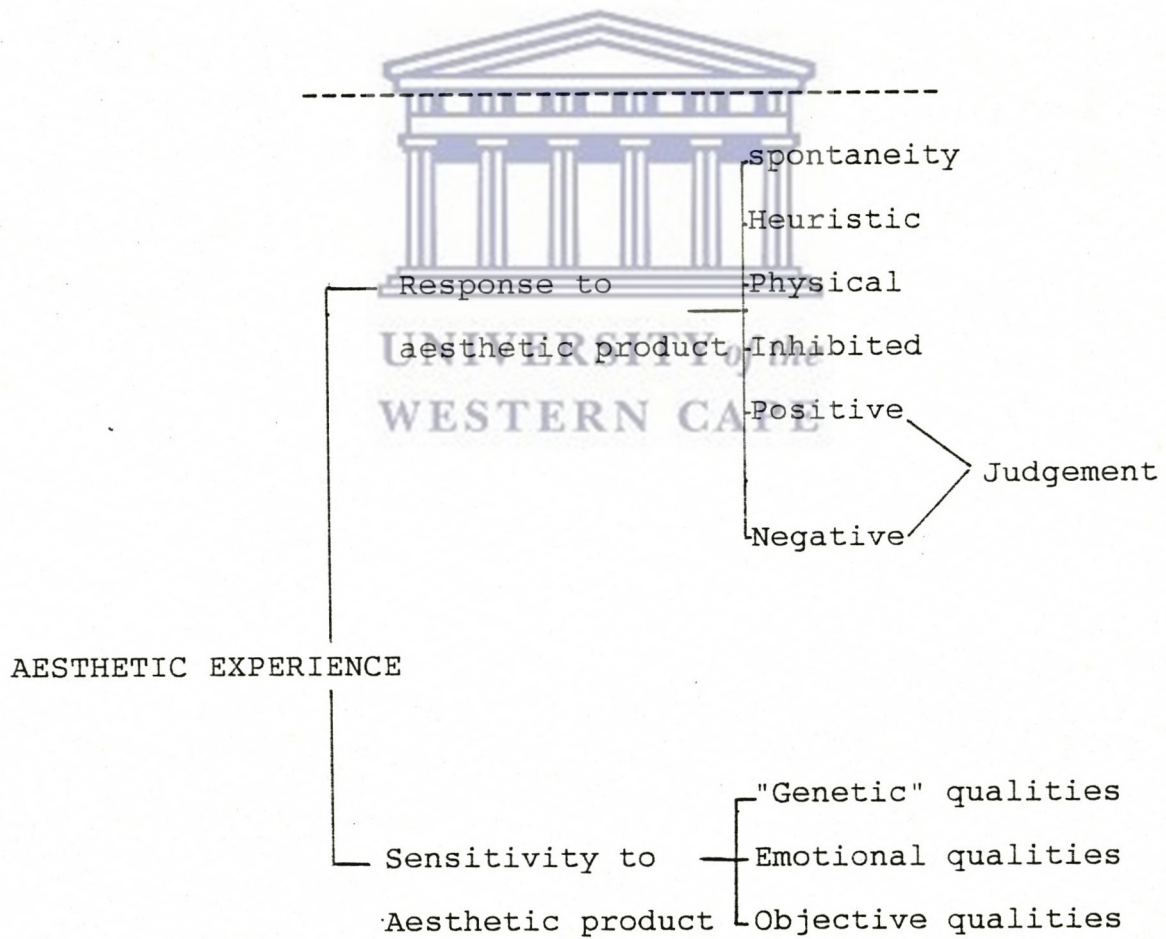 spontaneity
Heuristic
Response to
Physical
aesthetic product
Inhibited
UNIVERSITY of the
WESTERN CAPE
Positive
Judgement
Negative
AESTHETIC EXPERIENCE
"Genetic" qualities
Sensitivity to
Emotional qualities
Aesthetic product
Objective qualities